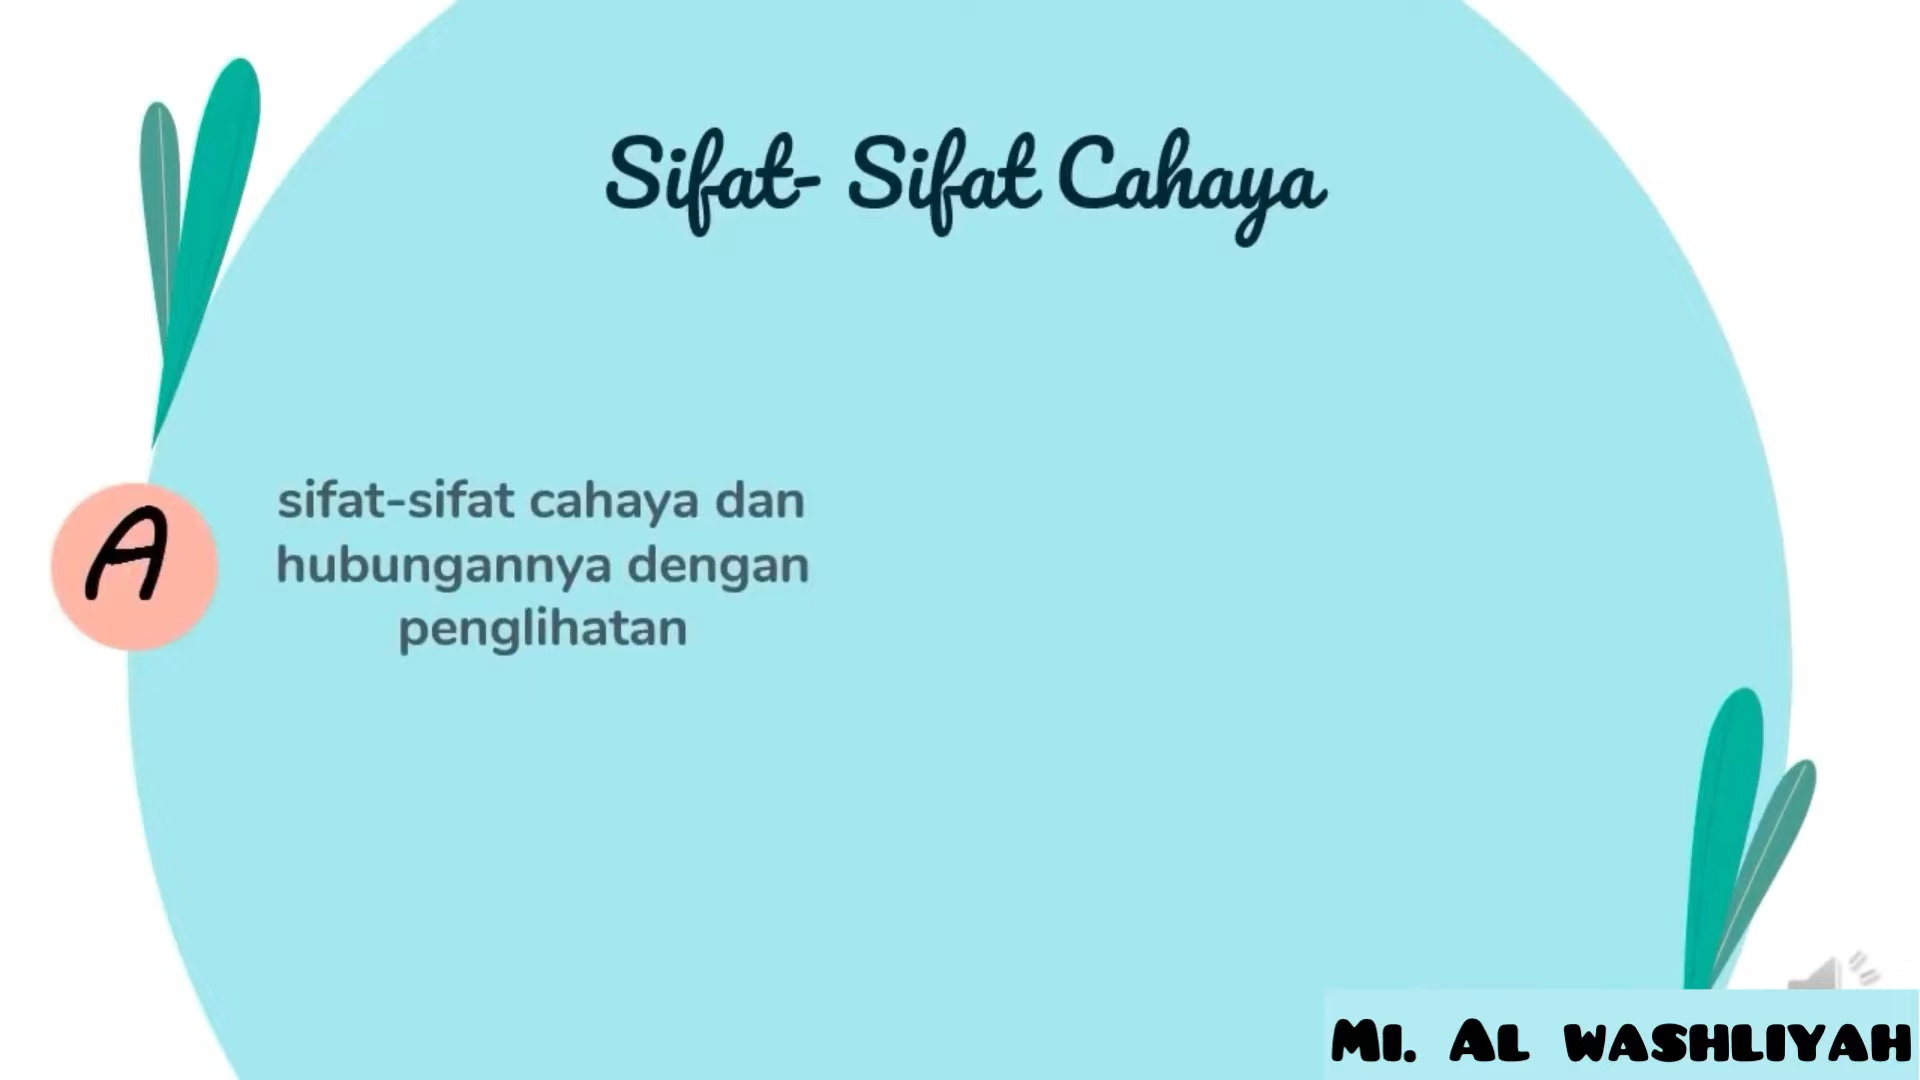 Sifat- Sifat Cahaya
A
sifat-sifat cahaya dan
hubungannya dengan
penglihatan
MI. AL WASHLIYAH